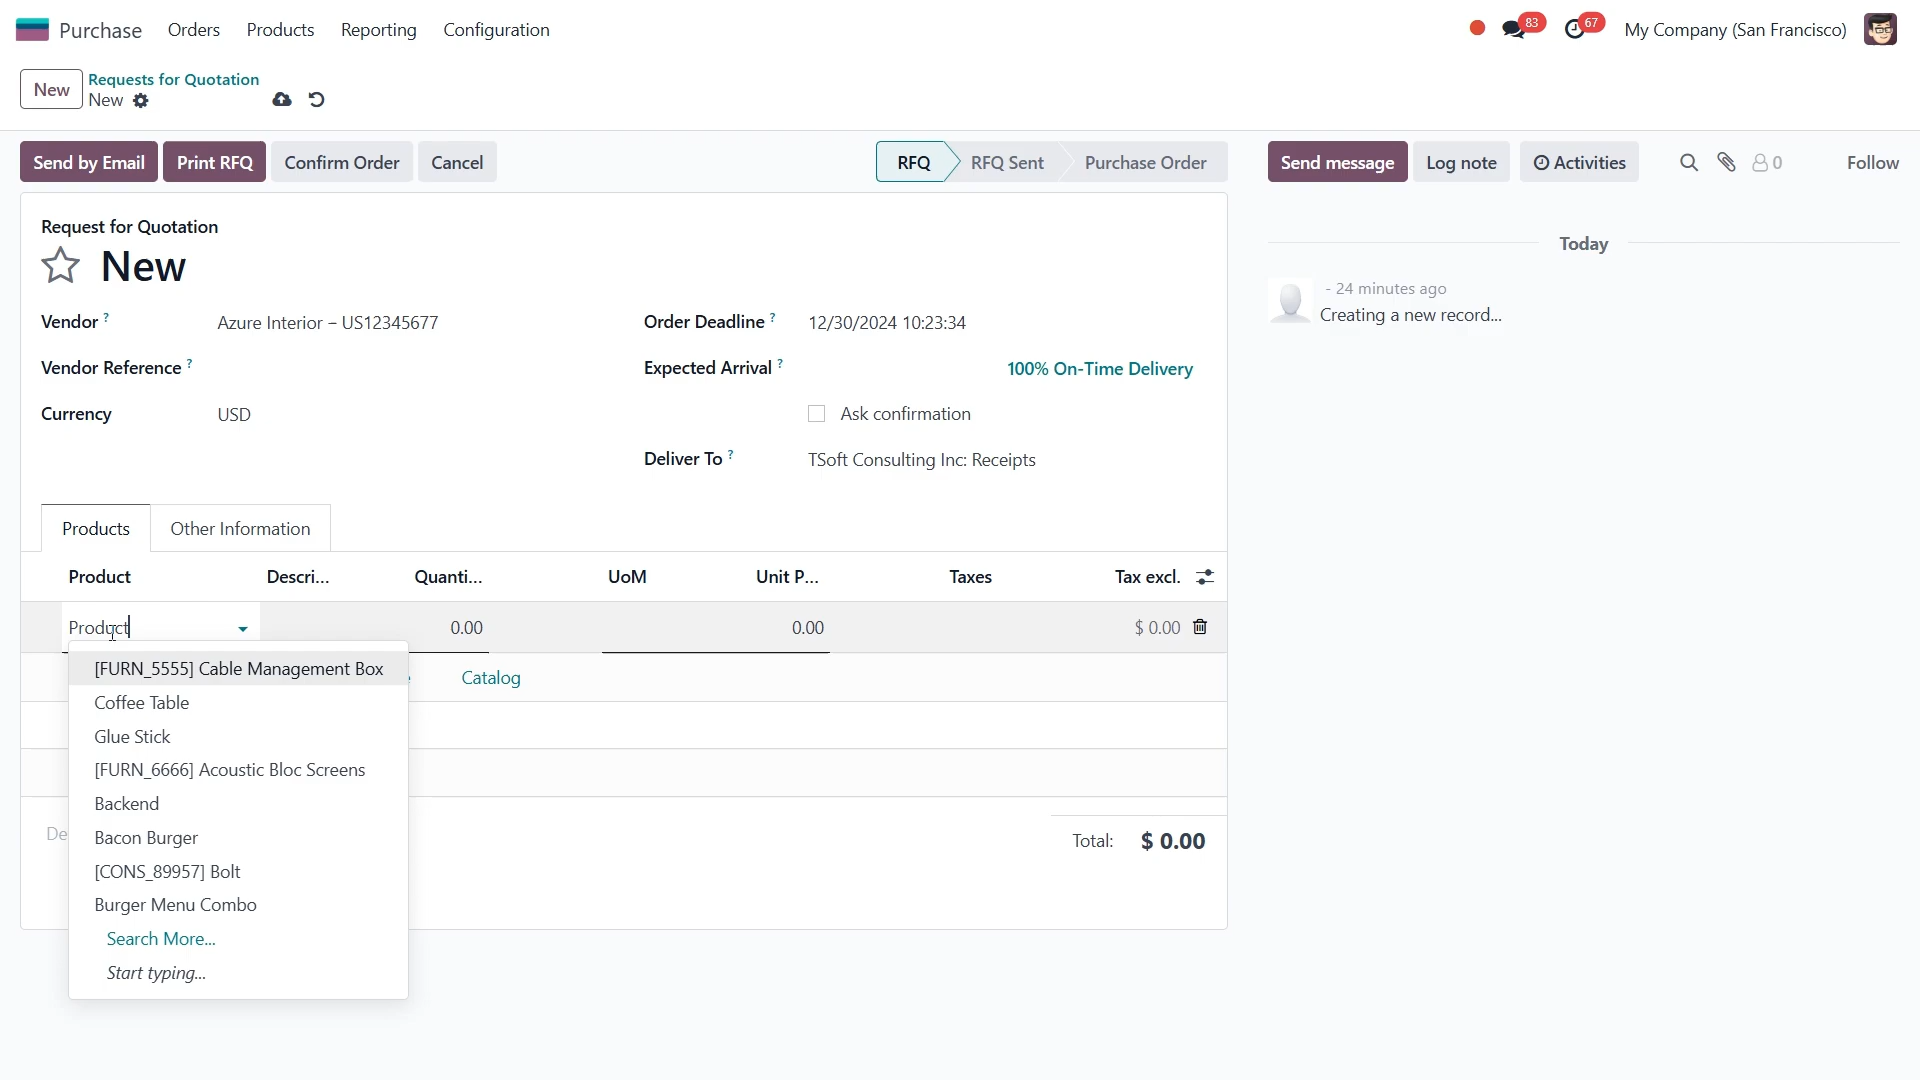 Purchase Orders Products Reporting Configuration 83 67 My Company (San Francisco)
New Requests for Quotation
New
Send by Email Print RFQ Confirm Order Cancel RFQ RFQ Sent Purchase Order Send message Log note Activities 0 Follow
Request for Quotation
New
Today
- 24 minutes ago
Creating a new record...
Vendor ? Azure Interior – US12345677 Order Deadline ? 12/30/2024 10:23:34
Vendor Reference ? Expected Arrival ? 100% On-Time Delivery
Currency USD Ask confirmation
Deliver To ? TSoft Consulting Inc: Receipts
Products Other Information
Product Descri... Quanti... UoM Unit P... Taxes Tax excl.
Product 0.00 0.00 $ 0.00
[FURN_5555] Cable Management Box Catalog
Coffee Table
Glue Stick
[FURN_6666] Acoustic Bloc Screens
Backend
Bacon Burger
[CONS_89957] Bolt
Burger Menu Combo
Search More...
Start typing...
Total: $ 0.00